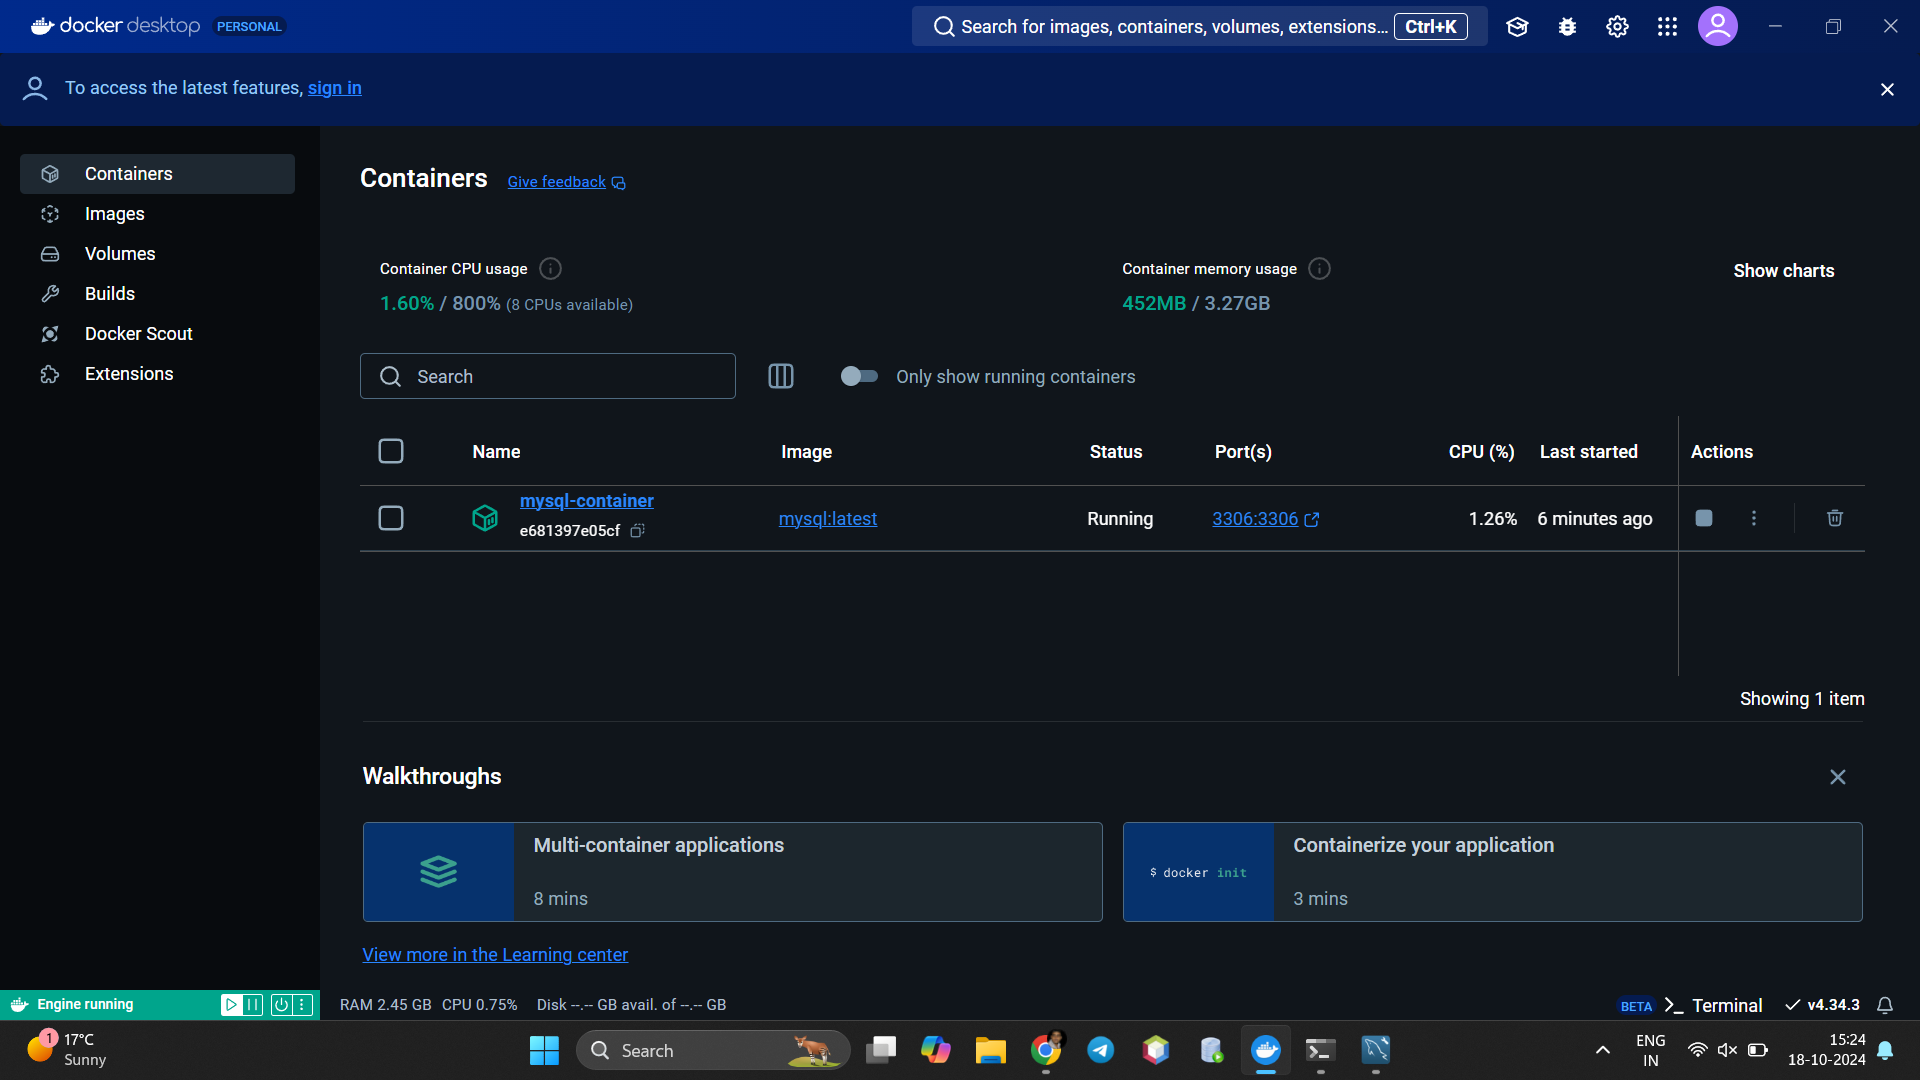 docker desktop PERSONAL
Search for images, containers, volumes, extensions... Ctrl+K
To access the latest features, sign in
Containers
Images
Volumes
Builds
Docker Scout
Extensions
Containers Give feedback
Container CPU usage
1.60% / 800% (8 CPUs available)
Container memory usage
452MB / 3.27GB
Show charts
Search
Only show running containers
Name Image Status Port(s) CPU (%) Last started Actions
mysql-container
e681397e05cf
mysql:latest Running 3306:3306 1.26% 6 minutes ago
Showing 1 item
Walkthroughs
Multi-container applications
8 mins
$ docker init
Containerize your application
3 mins
View more in the Learning center
Engine running
RAM 2.45 GB CPU 0.75% Disk --.-- GB avail. of --.-- GB
BETA Terminal v4.34.3
1
17°C
Sunny
Search
ENG
IN
15:24
18-10-2024